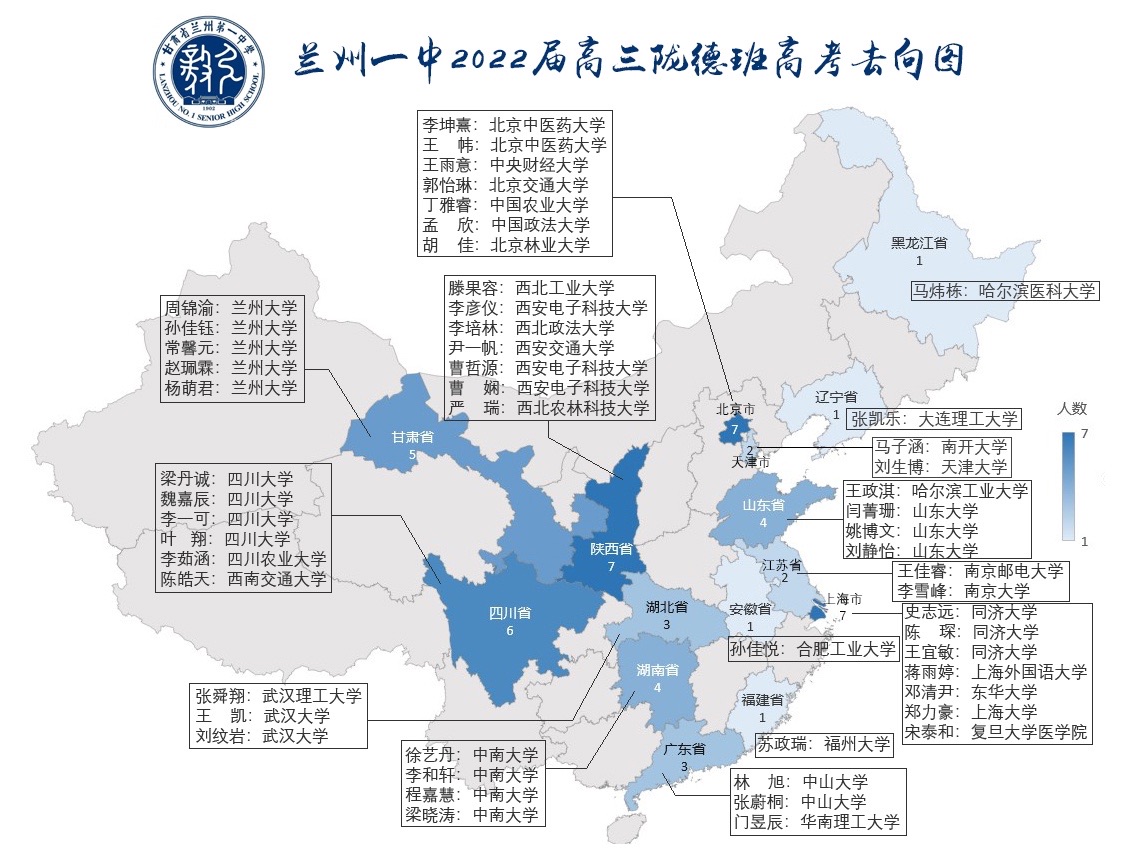 甘肃省兰州第一中学
LANZHOU NO.1 SENIOR HIGH SCHOOL
1902
兰州一中2022届高三陇德班高考去向图
李坤熹：北京中医药大学
王　帏：北京中医药大学
王雨意：中央财经大学
郭怡琳：北京交通大学
丁雅睿：中国农业大学
孟　欣：中国政法大学
胡　佳：北京林业大学
黑龙江省
1
马炜栋：哈尔滨医科大学
滕果容：西北工业大学
李彦仪：西安电子科技大学
李培林：西北政法大学
尹一帆：西安交通大学
曹哲源：西安电子科技大学
曹　娴：西安电子科技大学
严　瑞：西北农林科技大学
周锦渝：兰州大学
孙佳钰：兰州大学
常馨元：兰州大学
赵珮霖：兰州大学
杨萌君：兰州大学
辽宁省
1
张凯乐：大连理工大学
北京市
7
2
天津市
人数
7
1
甘肃省
5
马子涵：南开大学
刘生博：天津大学
梁丹诚：四川大学
魏嘉辰：四川大学
李一可：四川大学
叶　翔：四川大学
李茹涵：四川农业大学
陈皓天：西南交通大学
山东省
4
王政淇：哈尔滨工业大学
闫菁珊：山东大学
姚博文：山东大学
刘静怡：山东大学
陕西省
7
江苏省
2
王佳睿：南京邮电大学
李雪峰：南京大学
四川省
6
湖北省
3
安徽省
1
上海市
7
史志远：同济大学
陈　琛：同济大学
王宜敏：同济大学
蒋雨婷：上海外国语大学
邓清尹：东华大学
郑力豪：上海大学
宋泰和：复旦大学医学院
孙佳悦：合肥工业大学
湖南省
4
张舜翔：武汉理工大学
王　凯：武汉大学
刘纹岩：武汉大学
福建省
1
苏政瑞：福州大学
徐艺丹：中南大学
李和轩：中南大学
程嘉慧：中南大学
梁晓涛：中南大学
广东省
3
林　旭：中山大学
张蔚桐：中山大学
门昱辰：华南理工大学